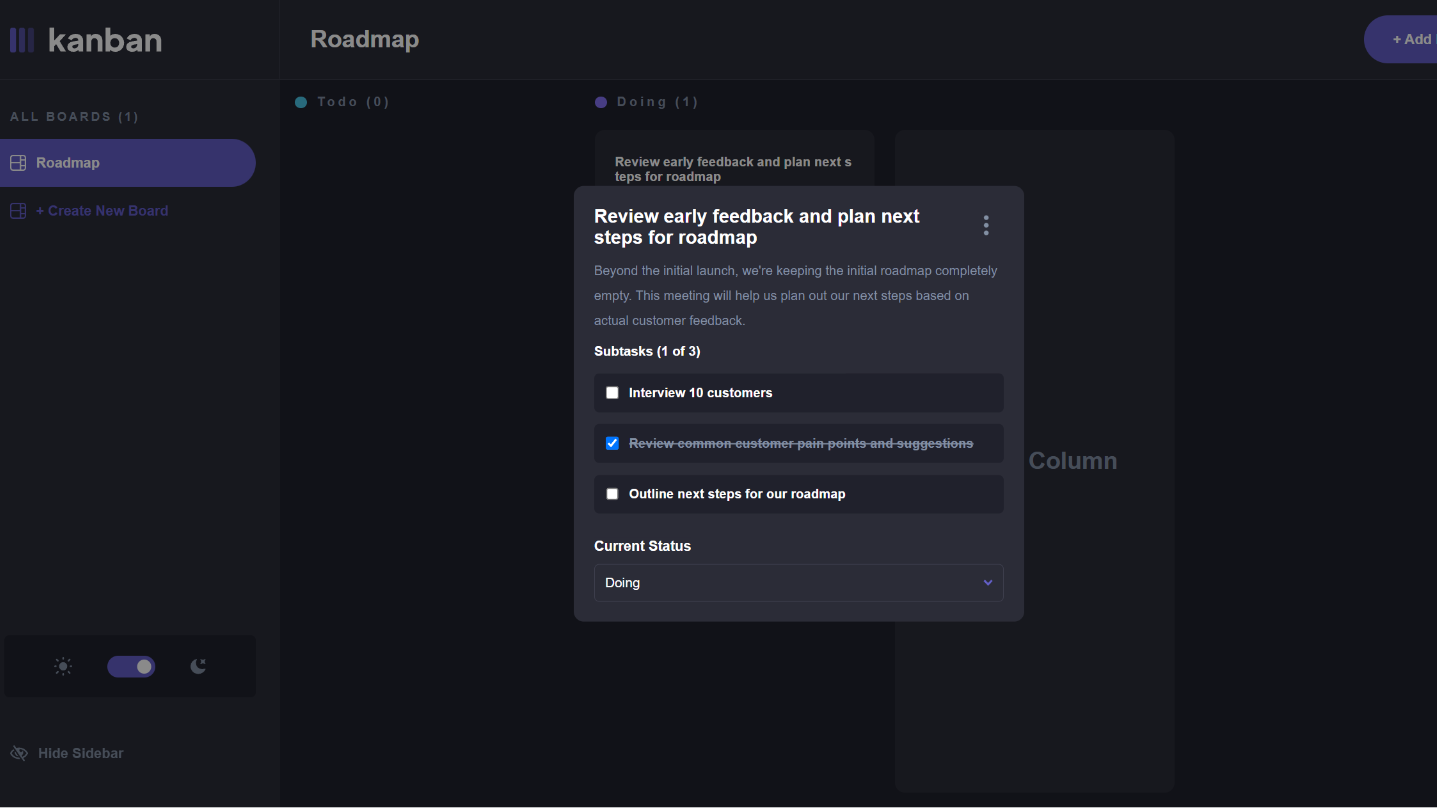 kanban
Roadmap
+ Add
ALL BOARDS (1)
Roadmap
+ Create New Board
Todo (0)
Doing (1)
Review early feedback and plan next s
teps for roadmap
Review early feedback and plan next
steps for roadmap
Beyond the initial launch, we're keeping the initial roadmap completely
empty. This meeting will help us plan out our next steps based on
actual customer feedback.
Subtasks (1 of 3)
Interview 10 customers
Review common customer pain points and suggestions
Outline next steps for our roadmap
Current Status
Doing
Column
Hide Sidebar